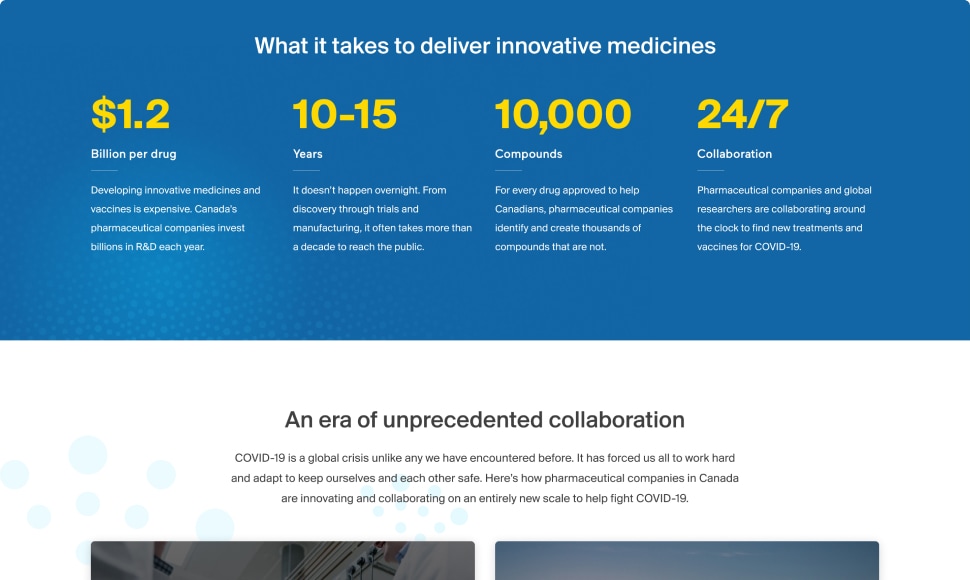 What it takes to deliver innovative medicines
$1.2
Billion per drug
Developing innovative medicines and
vaccines is expensive. Canada's
pharmaceutical companies invest
billions in R&D each year.
10-15
Years
It doesn't happen overnight. From
discovery through trials and
manufacturing, it often takes more than
a decade to reach the public.
10,000
Compounds
For every drug approved to help
Canadians, pharmaceutical companies
identify and create thousands of
compounds that are not.
24/7
Collaboration
Pharmaceutical companies and global
researchers are collaborating around
the clock to find new treatments and
vaccines for COVID-19.
An era of unprecedented collaboration
COVID-19 is a global crisis unlike any we have encountered before. It has forced us all to work hard
and adapt to keep ourselves and each other safe. Here's how pharmaceutical companies in Canada
are innovating and collaborating on an entirely new scale to help fight COVID-19.